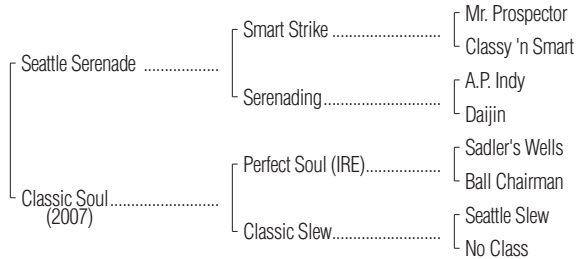 Mr. Prospector
Smart Strike ....................
Classy 'n Smart
Seattle Serenade ..................
A.P. Indy
Serenading......................
Daijin
Sadler's Wells
Perfect Soul (IRE)..............
Ball Chairman
Classic Soul....................
(2007)
Seattle Slew
Classic Slew....................
No Class